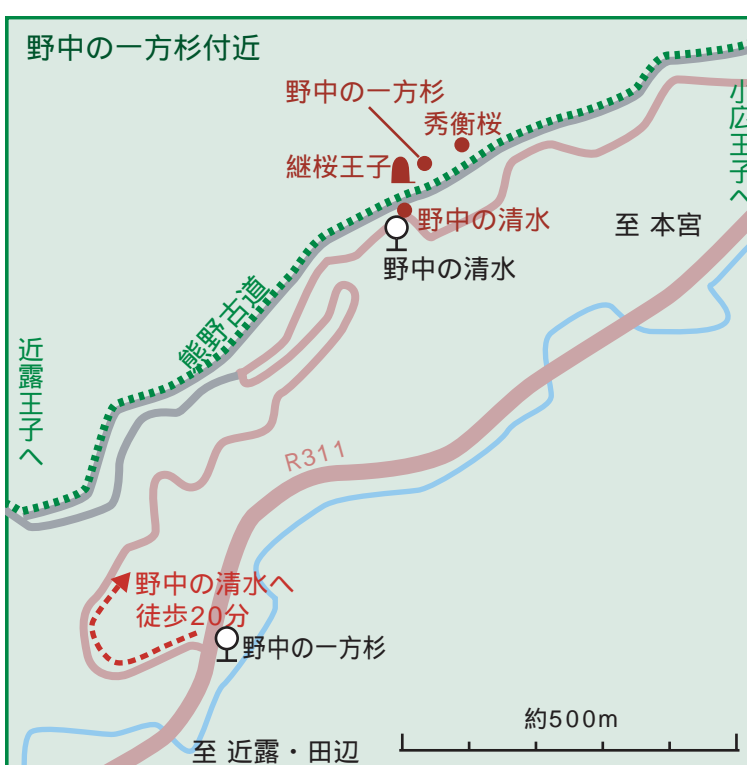 野中の一方杉付近
野中の一方杉
秀衡桜
継桜王子
野中の清水
野中の清水
小広王子へ
至 本宮
熊野古道
近露王子へ
R311
野中の清水へ
徒歩20分
野中の一方杉
約500m
至 近露・田辺